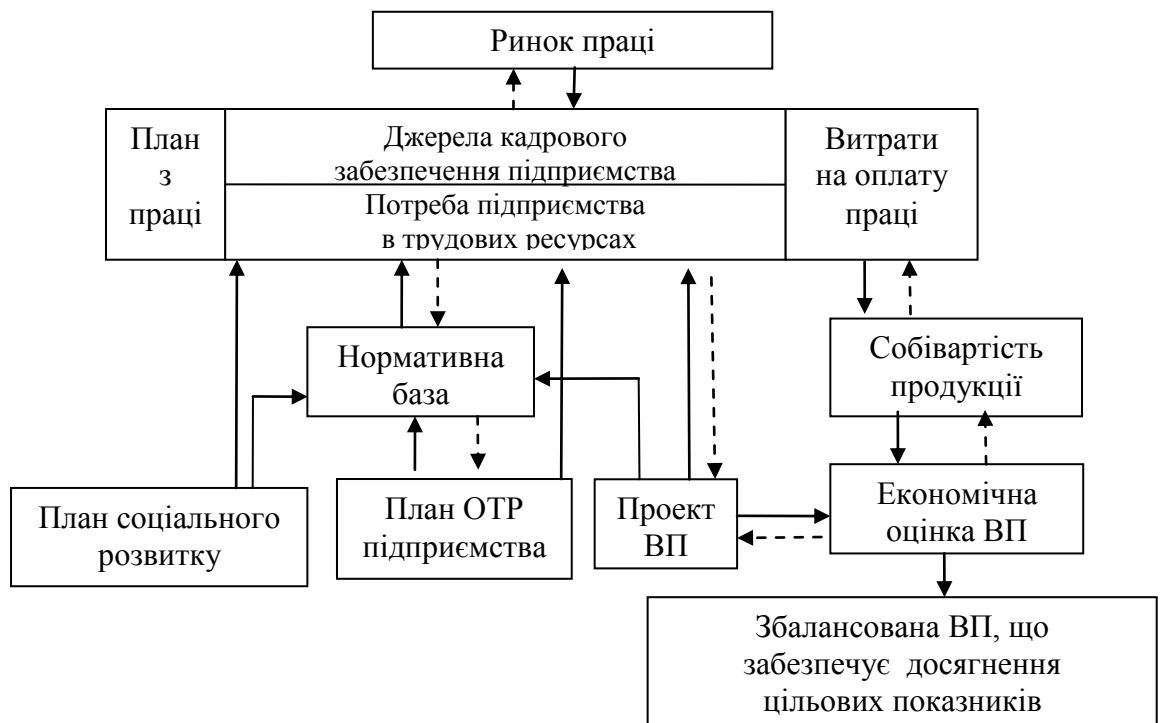 Ринок праці
План
з
праці
Джерела кадрового
забезпечення підприємства
Потреба підприємства
в трудових ресурсах
Витрати
на оплату
праці
Нормативна
база
Собівартість
продукції
План соціального
розвитку
План ОТР
підприємства
Проект
ВП
Економічна
оцінка ВП
Збалансована ВП, що
забезпечує досягнення
цільових показників